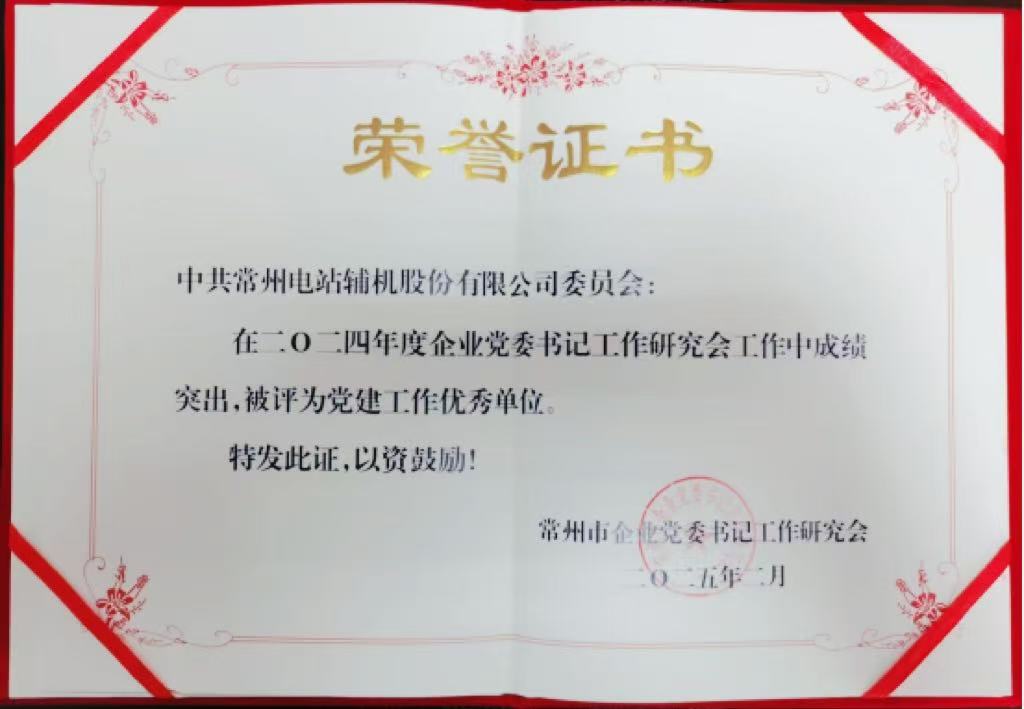 荣誉证书
中共常州电站辅机股份有限公司委员会:
在二〇二四年度企业党委书记工作研究会工作中成绩
突出,被评为党建工作优秀单位。
特发此证,以资鼓励!
常州市企业党委书记工作研究会
二〇二五年二月